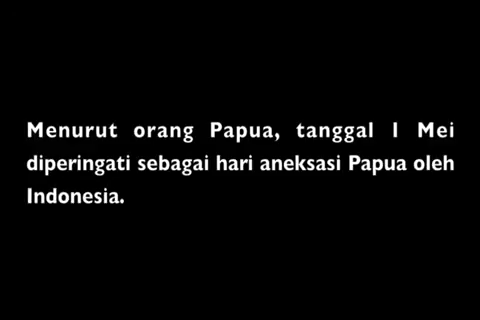 Menurut orang Papua, tanggal 1 Mei
diperingati sebagai hari aneksasi Papua oleh
Indonesia.